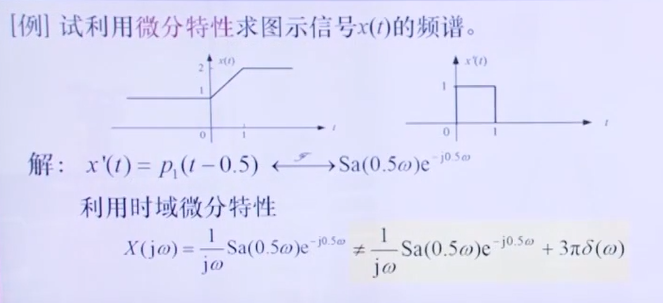 [例] 试利用微分特性求图示信号x(t)的频谱。
x(t)
2
1
0 1 t
x'(t)
1
0 1 t
解： x'(t) = p₁(t−0.5) ←ℱ→ Sa(0.5ω)e^{-j0.5ω}
利用时域微分特性
X(jω) = 1/jω Sa(0.5ω)e^{-j0.5ω} ≠ 1/jω Sa(0.5ω)e^{-j0.5ω} + 3πδ(ω)